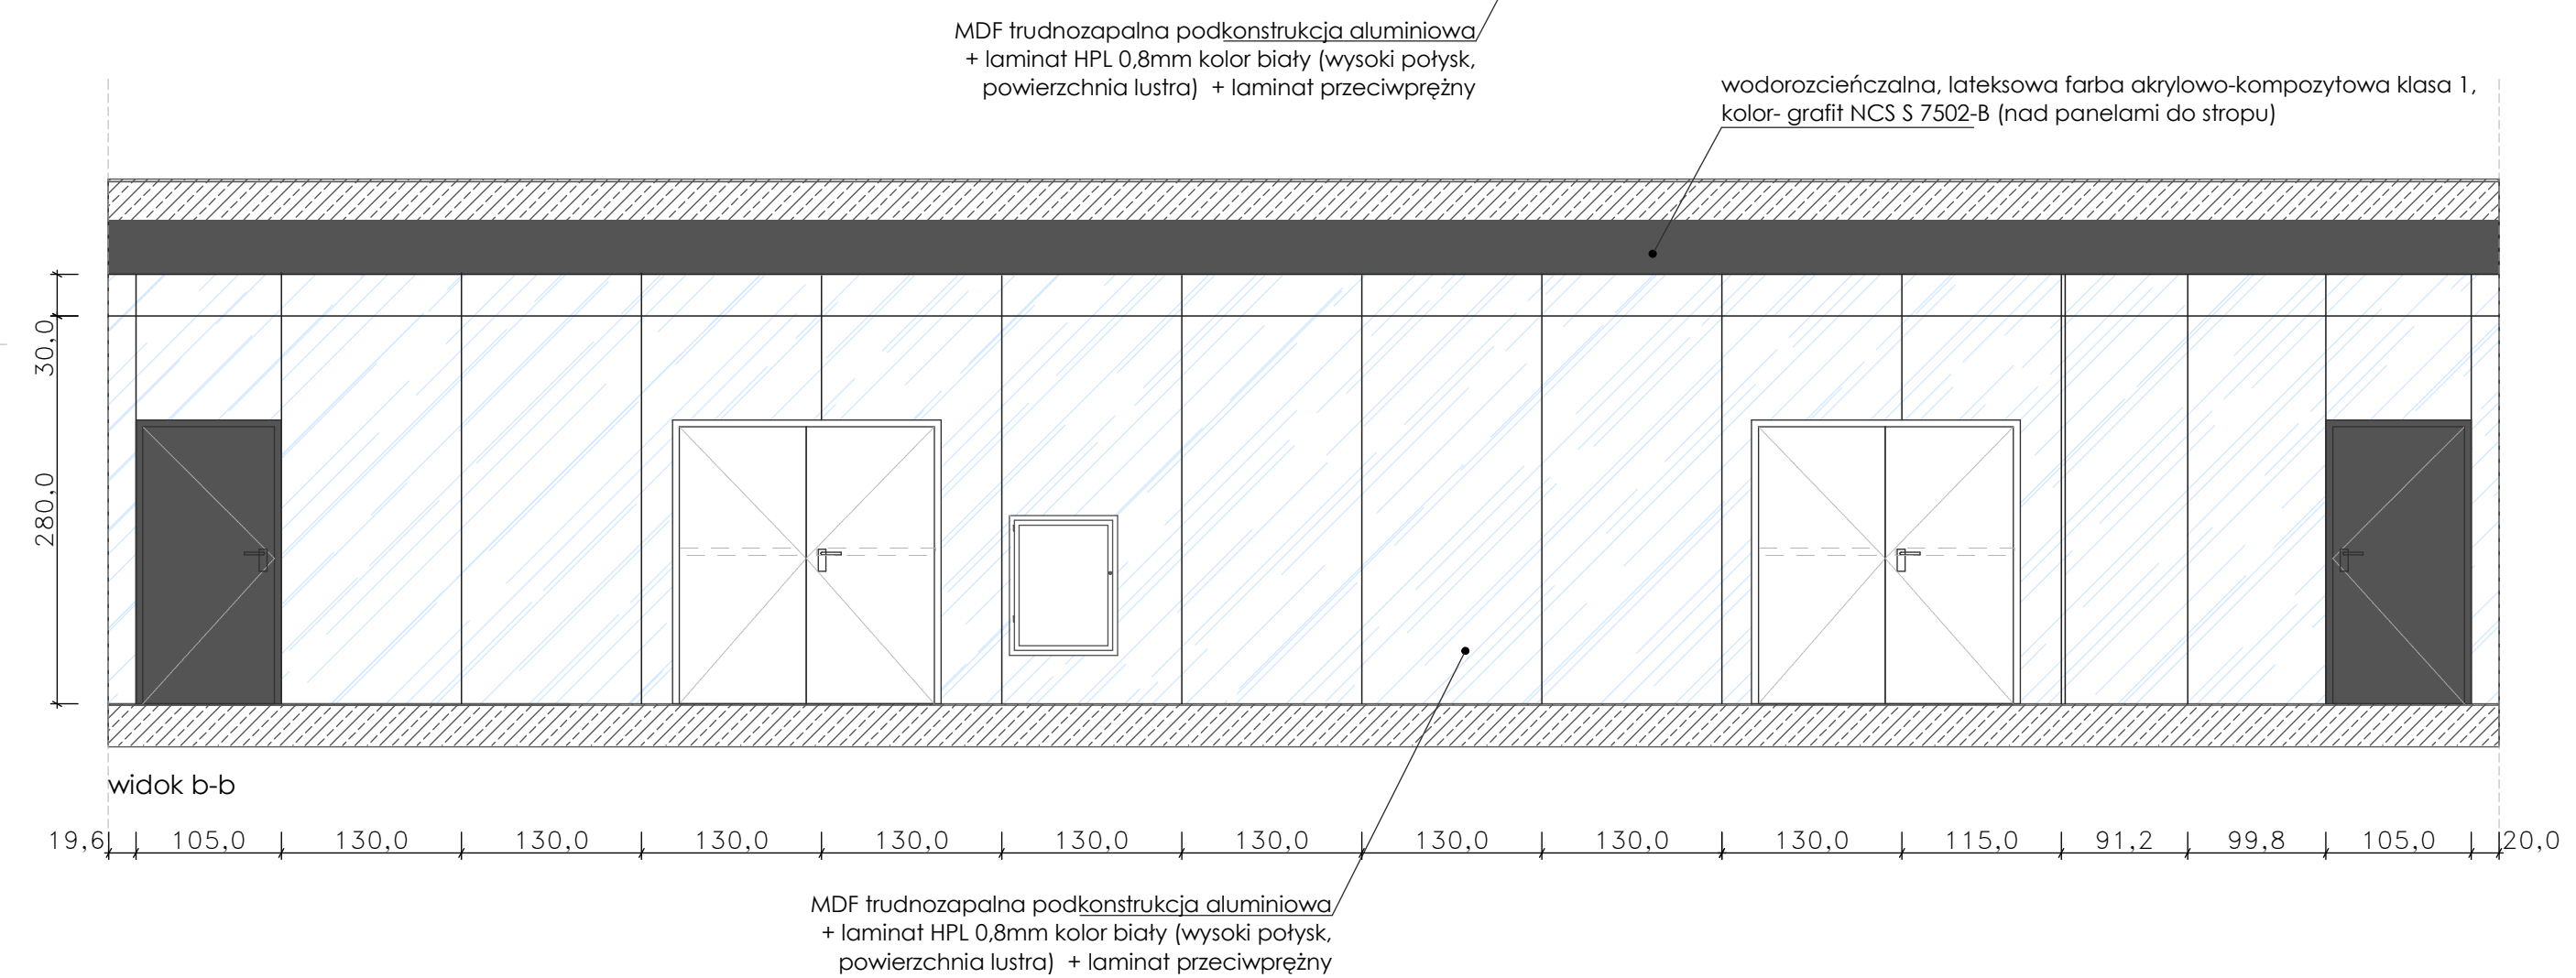 MDF trudnozapalna podkonstrukcja aluminiowa
+ laminat HPL 0,8mm kolor biały (wysoki połysk,
powierzchnia lustra)  + laminat przeciwprężny
wodorozcieńczalna, lateksowa farba akrylowo-kompozytowa klasa 1,
kolor- grafit NCS S 7502-B (nad panelami do stropu)
30,0
280,0
widok b-b
19,6 105,0 130,0 130,0 130,0 130,0 130,0 130,0 130,0 130,0 130,0 115,0 91,2 99,8 105,0 20,0
MDF trudnozapalna podkonstrukcja aluminiowa
+ laminat HPL 0,8mm kolor biały (wysoki połysk,
powierzchnia lustra)  + laminat przeciwprężny